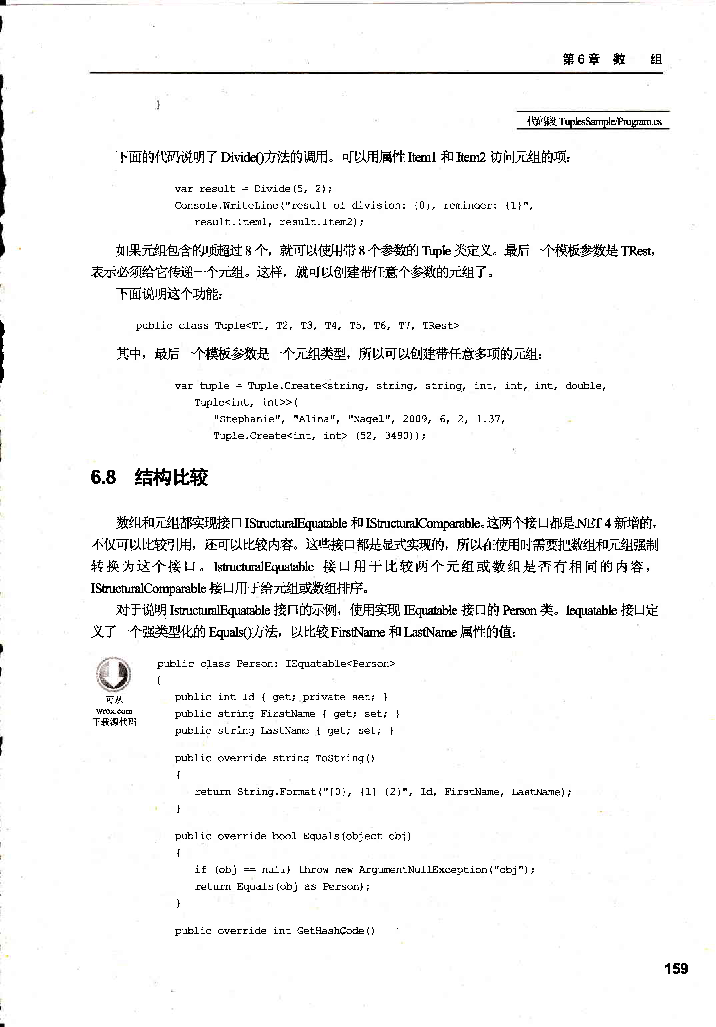 第6章 数 组
}
代码段 TuplesSample/Program.cs
下面的代码说明了 Divide()方法的调用。可以用属性 Item1 和 Item2 访问元组的项:
var result = Divide(5, 2);
Console.WriteLine("result of division: {0}, reminder: {1}",
result.Item1, result.Item2);
如果元组包含的项超过 8 个，就可以使用带 8 个参数的 Tuple 类定义。最后一个模板参数是 TRest，
表示必须给它传递一个元组。这样，就可以创建带任意个参数的元组了。
下面说明这个功能:
public class Tuple<T1, T2, T3, T4, T5, T6, T7, TRest>
其中，最后一个模板参数是一个元组类型，所以可以创建带任意多项的元组:
var tuple = Tuple.Create<string, string, string, int, int, int, double,
Tuple<int, int>>(
"Stephanie", "Alina", "Nagel", 2009, 6, 2, 1.37,
Tuple.Create<int, int> (52, 3490));
6.8 结构比较
数组和元组都实现接口 IStructuralEquatable 和 IStructuralComparable。这两个接口都是.NET 4 新增的，
不仅可以比较引用，还可以比较内容。这些接口都是显式实现的，所以在使用时需要把数组和元组强制
转换为这个接口。IstructuralEquatable 接口用于比较两个元组或数组是否有相同的内容，
IStructuralComparable 接口用于给元组或数组排序。
对于说明 IstructuralEquatable 接口的示例，使用实现 IEquatable 接口的 Person 类。Iequatable 接口定
义了一个强类型化的 Equals()方法，以比较 FirstName 和 LastName 属性的值:
public class Person: IEquatable<Person>
{
可从
wrox.com
下载源代码
public int Id { get; private set; }
public string FirstName { get; set; }
public string LastName { get; set; }
public override string ToString()
{
return String.Format("{0}, {1} {2}", Id, FirstName, LastName);
}
public override bool Equals(object obj)
{
if (obj == null) throw new ArgumentNullException("obj");
return Equals(obj as Person);
}
public override int GetHashCode()
159